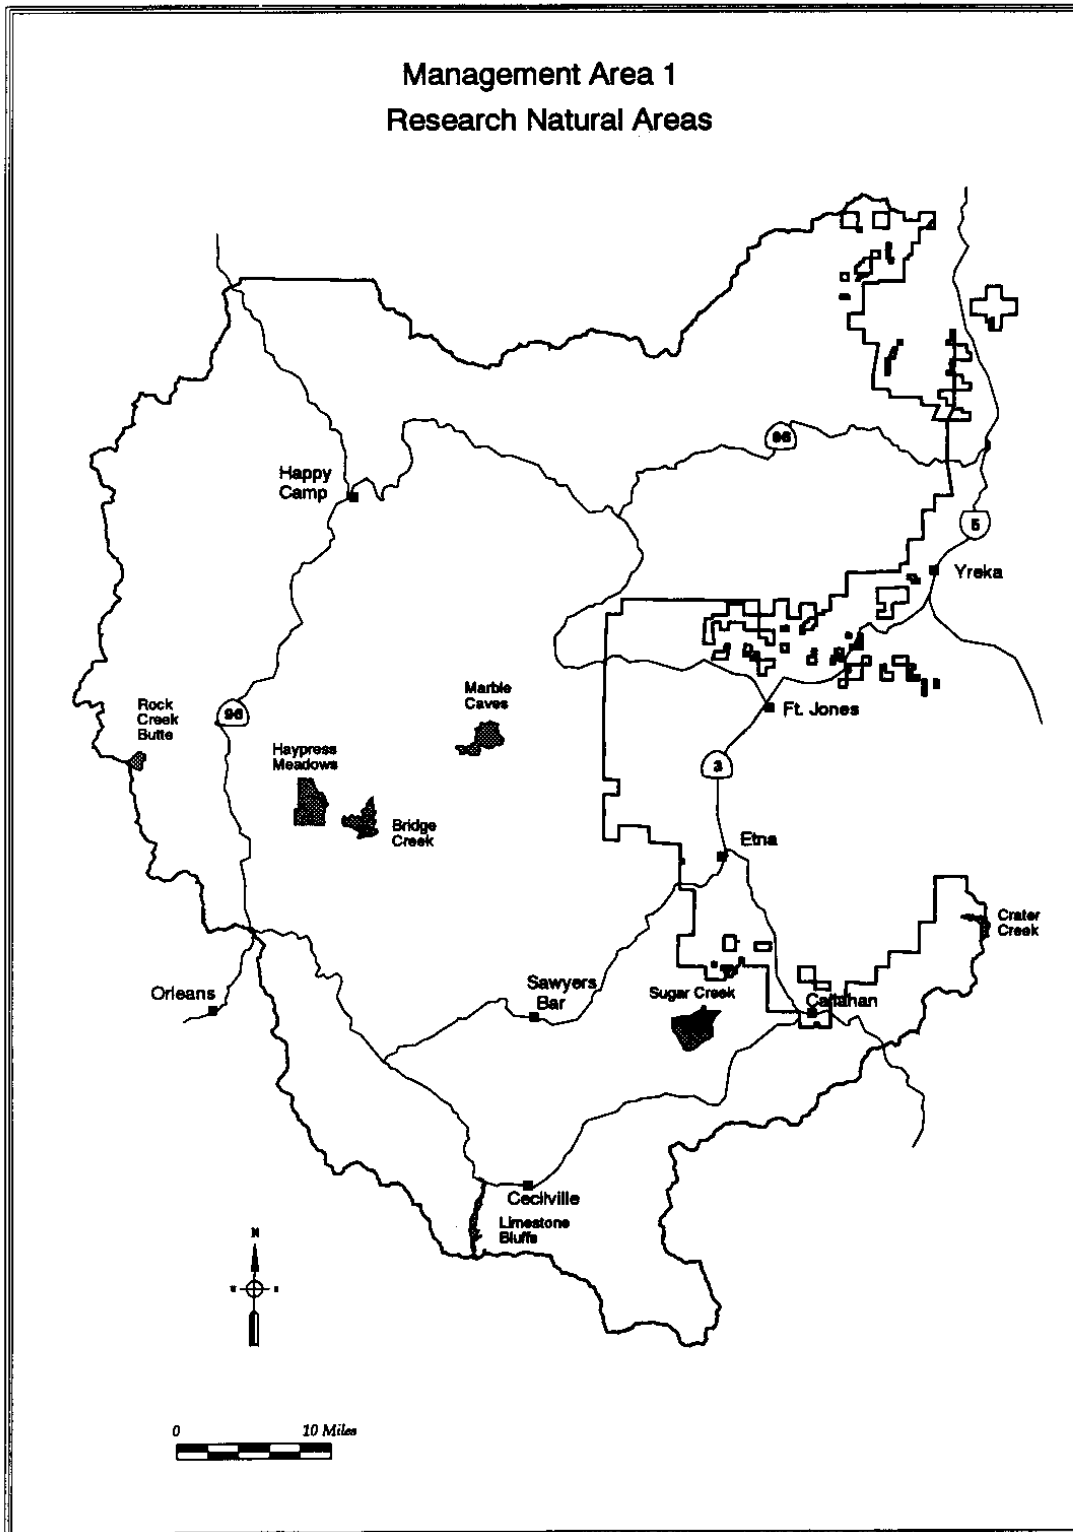 Management Area 1
Research Natural Areas
96
Happy
Camp
5
Yreka
Rock
Creek
Butte
96
Marble
Caves
Ft. Jones
Haypress
Meadows
3
Bridge
Creek
Etna
Crater
Creek
Orleans
Sawyers
Bar
Sugar Creek
Callahan
Cecilville
Limestone
Bluffs
N
0 10 Miles